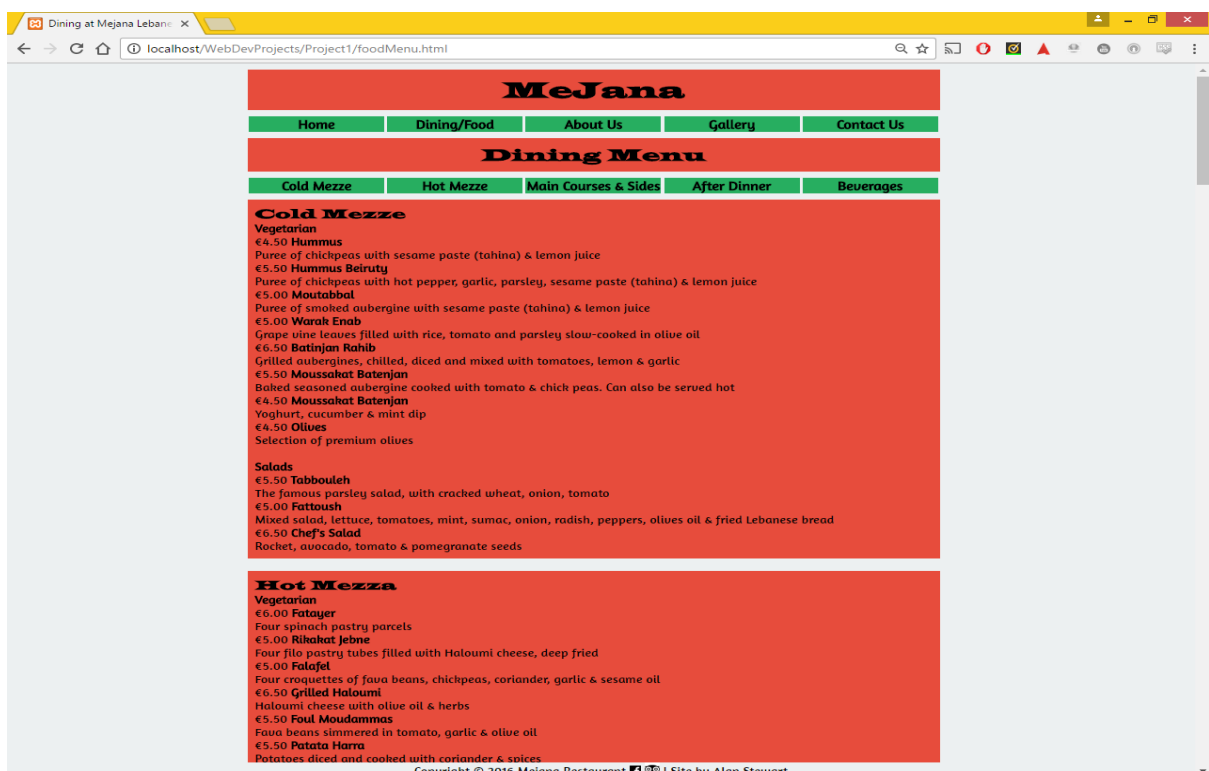 Dining at Mejana Lebane
localhost/WebDevProjects/Project1/foodMenu.html
MeJana
Home Dining/Food About Us Gallery Contact Us
Dining Menu
Cold Mezze Hot Mezze Main Courses & Sides After Dinner Beverages
Cold Mezze
Vegetarian
€4.50 Hummus
Puree of chickpeas with sesame paste (tahina) & lemon juice
€5.50 Hummus Beiruty
Puree of chickpeas with hot pepper, garlic, parsley, sesame paste (tahina) & lemon juice
€5.00 Moutabbal
Puree of smoked aubergine with sesame paste (tahina) & lemon juice
€5.00 Warak Enab
Grape vine leaves filled with rice, tomato and parsley slow-cooked in olive oil
€6.50 Batinjan Rahib
Grilled aubergines, chilled, diced and mixed with tomatoes, lemon & garlic
€5.50 Moussakat Batenjan
Baked seasoned aubergine cooked with tomato & chick peas. Can also be served hot
€4.50 Moussakat Batenjan
Yoghurt, cucumber & mint dip
€4.50 Olives
Selection of premium olives
Salads
€5.50 Tabbouleh
The famous parsley salad, with cracked wheat, onion, tomato
€5.00 Fattoush
Mixed salad, lettuce, tomatoes, mint, sumac, onion, radish, peppers, olives oil & fried Lebanese bread
€6.50 Chef's Salad
Rocket, avocado, tomato & pomegranate seeds
Hot Mezza
Vegetarian
€6.00 Fatayer
Four spinach pastry parcels
€5.00 Rikakat Jebne
Four filo pastry tubes filled with Haloumi cheese, deep fried
€5.00 Falafel
Four croquettes of fava beans, chickpeas, coriander, garlic & sesame oil
€6.50 Grilled Haloumi
Haloumi cheese with olive oil & herbs
€5.50 Foul Moudammas
Fava beans simmered in tomato, garlic & olive oil
€5.50 Patata Harra
Potatoes diced and cooked with coriander & spices
Copyright © 2016 Mejana Restaurant | Site by Alan Stewart